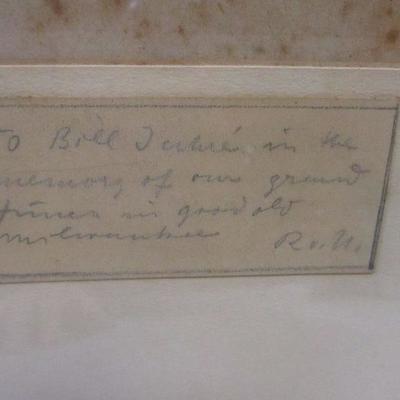 To Bill in the
memory of our grand
times in good old
milwaukee R.v.N.